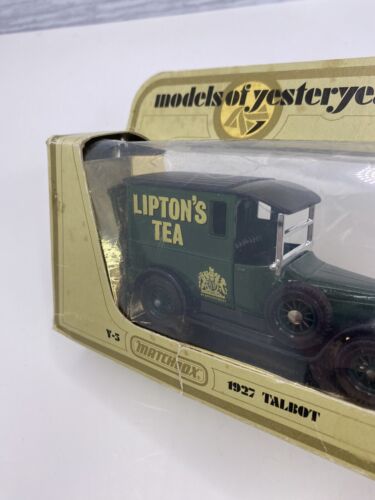 models of yesteryea
LIPTON'S
TEA
Y-5
MATCHBOX
1927 TALBOT